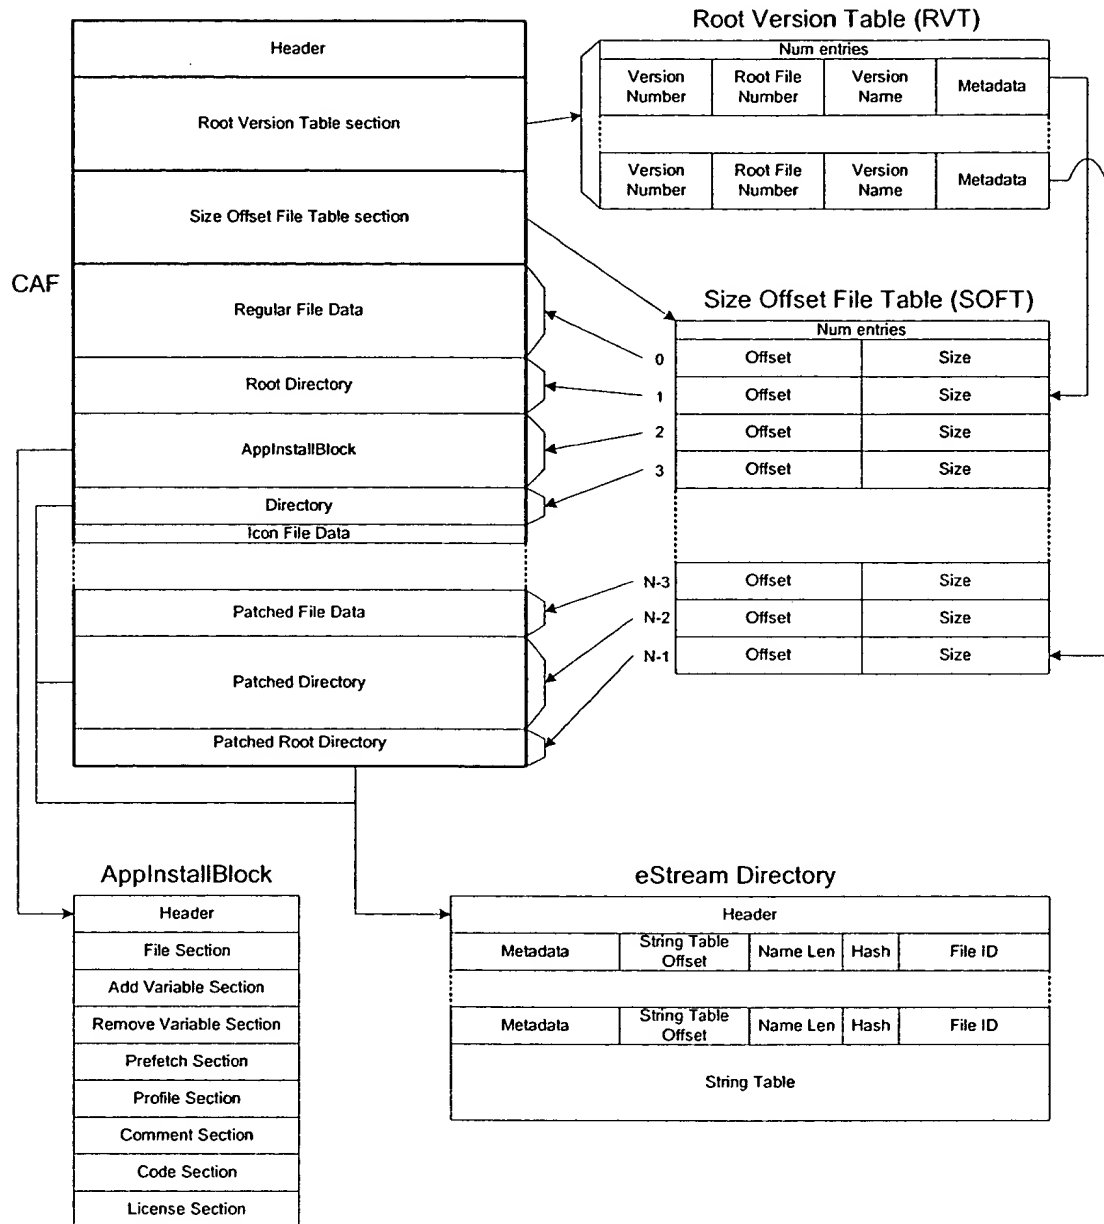 Root Version Table (RVT)
Header
Num entries
Version Number
Root File Number
Version Name
Metadata
Root Version Table section
Version Number
Root File Number
Version Name
Metadata
Size Offset File Table section
CAF
Size Offset File Table (SOFT)
Regular File Data
Num entries
0
Offset
Size
Root Directory
1
Offset
Size
AppInstallBlock
2
Offset
Size
Directory
3
Offset
Size
Icon File Data
Patched File Data
N-3
Offset
Size
N-2
Offset
Size
Patched Directory
N-1
Offset
Size
Patched Root Directory
AppInstallBlock
Header
File Section
Add Variable Section
Remove Variable Section
Prefetch Section
Profile Section
Comment Section
Code Section
License Section
eStream Directory
Header
Metadata
String Table Offset
Name Len
Hash
File ID
Metadata
String Table Offset
Name Len
Hash
File ID
String Table